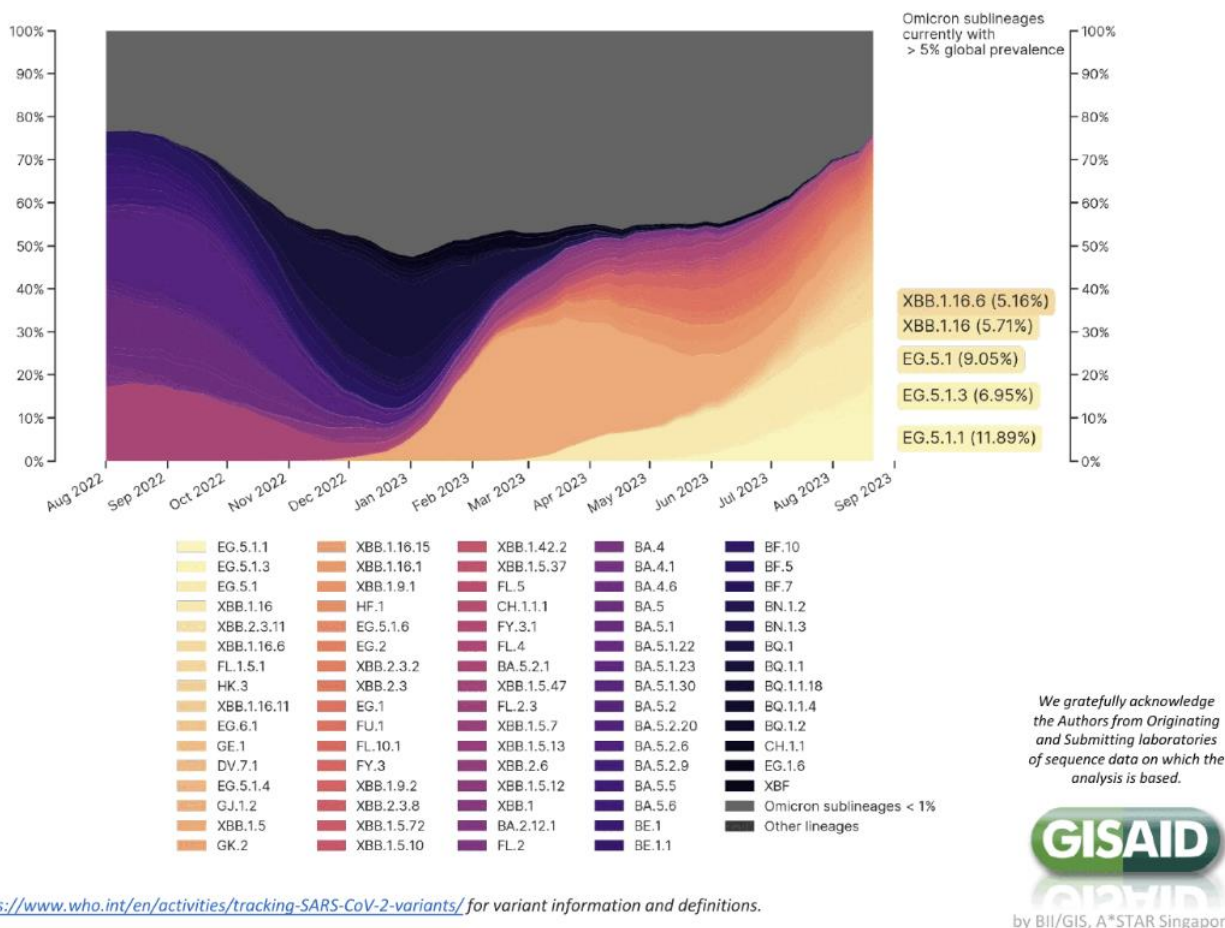 Omicron sublineages
currently with
> 5% global prevalence
100%
90%
80%
70%
60%
50%
40%
30%
20%
10%
0%
100%
90%
80%
70%
60%
50%
40%
30%
20%
10%
0%
XBB.1.16.6 (5.16%)
XBB.1.16 (5.71%)
EG.5.1 (9.05%)
EG.5.1.3 (6.95%)
EG.5.1.1 (11.89%)
Aug 2022
Sep 2022
Oct 2022
Nov 2022
Dec 2022
Jan 2023
Feb 2023
Mar 2023
Apr 2023
May 2023
Jun 2023
Jul 2023
Aug 2023
Sep 2023
EG.5.1.1
EG.5.1.3
EG.5.1
XBB.1.16
XBB.2.3.11
XBB.1.16.6
FL.1.5.1
HK.3
XBB.1.16.11
EG.6.1
GE.1
DV.7.1
EG.5.1.4
GJ.1.2
XBB.1.5
GK.2
XBB.1.16.15
XBB.1.16.1
XBB.1.9.1
HF.1
EG.5.1.6
EG.2
XBB.2.3.2
XBB.2.3
EG.1
FU.1
FL.10.1
FY.3
XBB.1.9.2
XBB.2.3.8
XBB.1.5.72
XBB.1.5.10
XBB.1.42.2
XBB.1.5.37
FL.5
CH.1.1.1
FY.3.1
FL.4
BA.5.2.1
XBB.1.5.47
FL.2.3
XBB.1.5.7
XBB.1.5.13
XBB.2.6
XBB.1.5.12
XBB.1
BA.2.12.1
FL.2
BA.4
BA.4.1
BA.4.6
BA.5
BA.5.1
BA.5.1.22
BA.5.1.23
BA.5.1.30
BA.5.2
BA.5.2.20
BA.5.2.6
BA.5.2.9
BA.5.5
BA.5.6
BE.1
BE.1.1
BF.10
BF.5
BF.7
BN.1.2
BN.1.3
BQ.1
BQ.1.1
BQ.1.1.18
BQ.1.1.4
BQ.1.2
CH.1.1
EG.1.6
XBF
Omicron sublineages < 1%
Other lineages
We gratefully acknowledge
the Authors from Originating
and Submitting laboratories
of sequence data on which the
analysis is based.
GISAID
by BII/GIS, A*STAR Singapor
s://www.who.int/en/activities/tracking-SARS-CoV-2-variants/ for variant information and definitions.